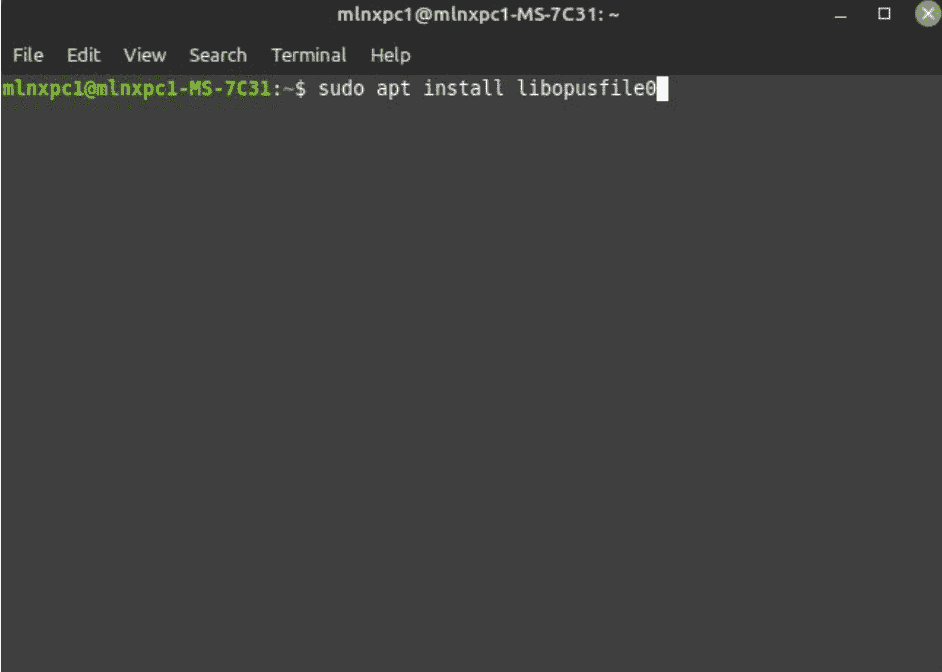 mlnxpc1@mlnxpc1-MS-7C31: ~
File Edit View Search Terminal Help
mlnxpc1@mlnxpc1-MS-7C31:~$ sudo apt install libopusfile0